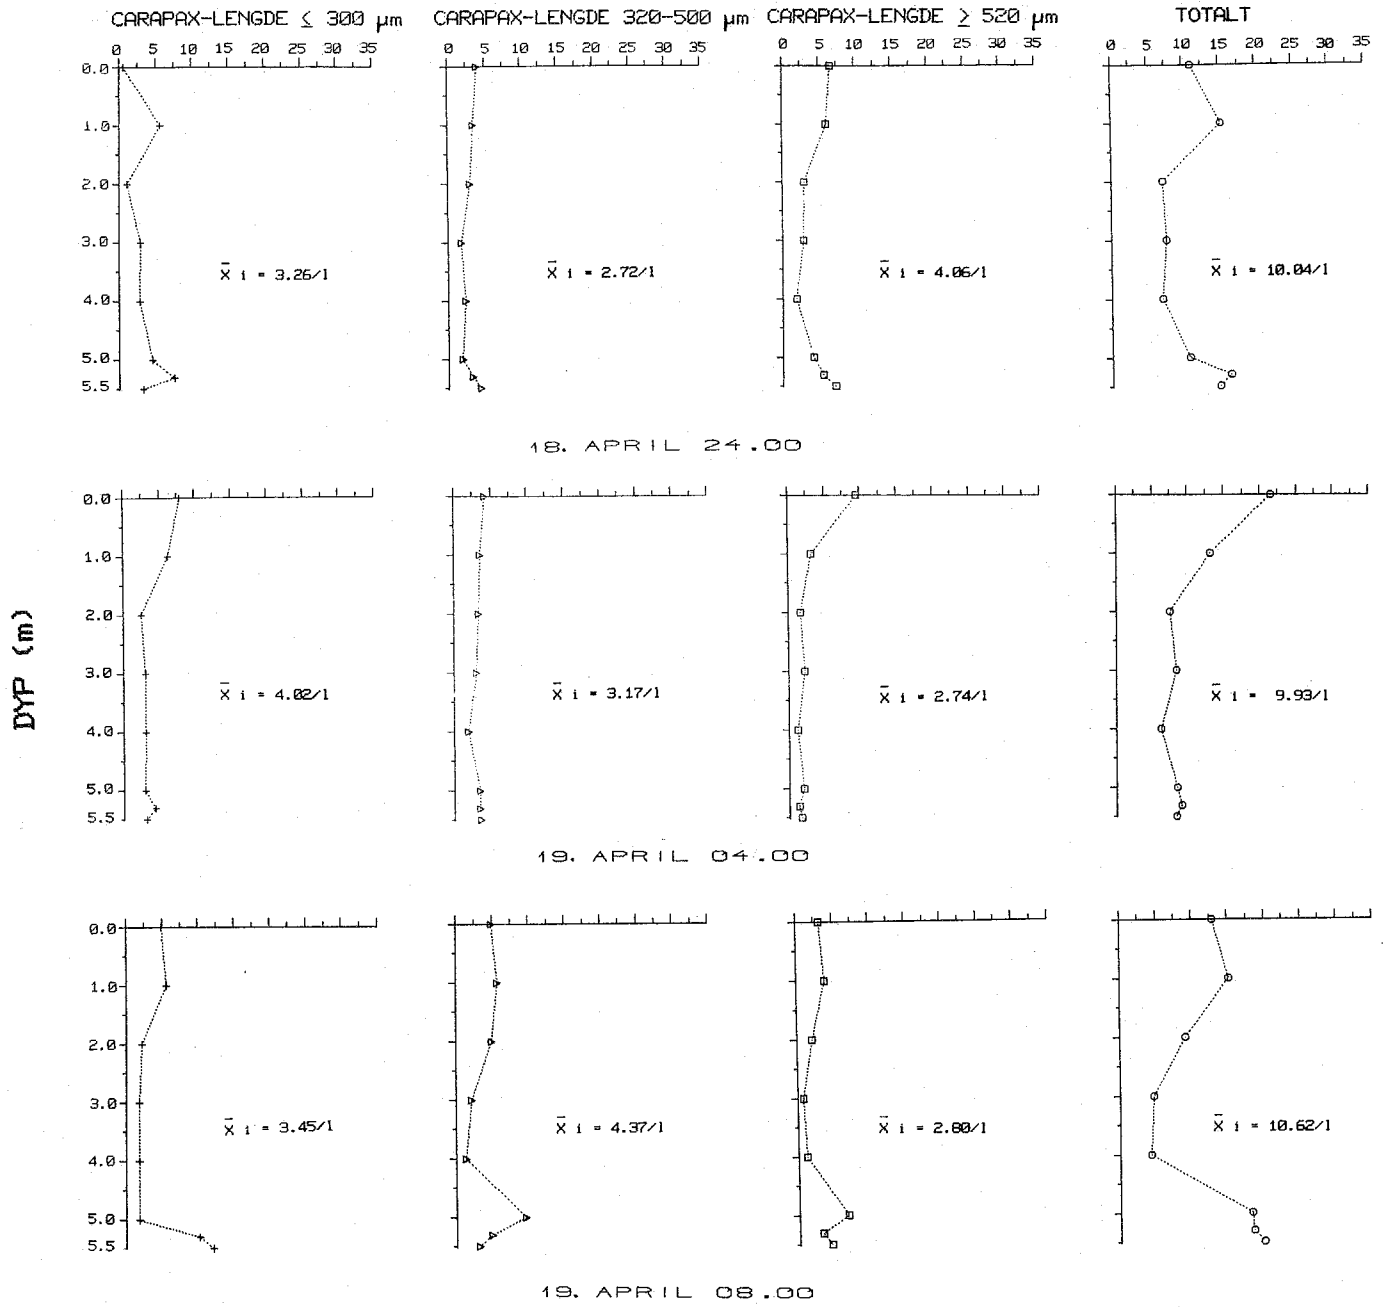 CARAPAX-LENGDE ≤ 300 µm CARAPAX-LENGDE 320-500 µm CARAPAX-LENGDE ≥ 520 µm TOTALT
0 5 10 15 20 25 30 35 0 5 10 15 20 25 30 35 0 5 10 15 20 25 30 35 0 5 10 15 20 25 30 35
0.0
1.0
2.0
3.0
x̄ i = 3.26/l x̄ i = 2.72/l x̄ i = 4.06/l x̄ i = 10.04/l
4.0
5.0
5.5
18. APRIL 24.00
DYP (m)
0.0
1.0
2.0
3.0
x̄ i = 4.02/l x̄ i = 3.17/l x̄ i = 2.74/l x̄ i = 9.93/l
4.0
5.0
5.5
19. APRIL 04.00
0.0
1.0
2.0
3.0
x̄ i = 3.45/l x̄ i = 4.37/l x̄ i = 2.80/l x̄ i = 10.62/l
4.0
5.0
5.5
19. APRIL 08.00